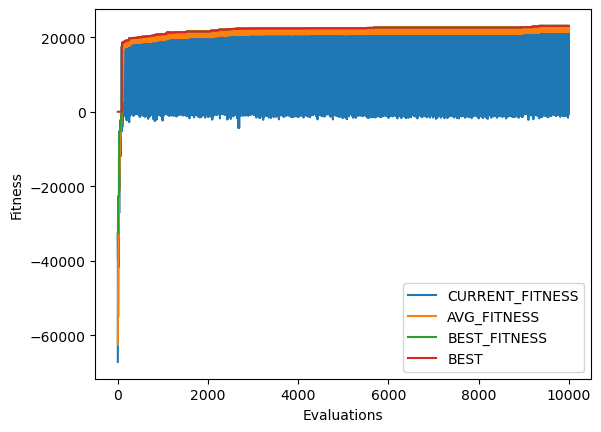 20000
0
−20000
−40000
−60000
Fitness
0
2000
4000
6000
8000
10000
Evaluations
CURRENT_FITNESS
AVG_FITNESS
BEST_FITNESS
BEST